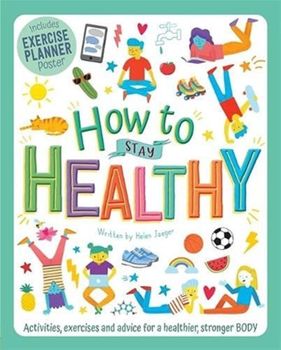 Includes
EXERCISE
PLANNER
Poster
How to
STAY
HEALTHY
Written by Helen Jaeger
Activities, exercises and advice for a healthier, stronger BODY